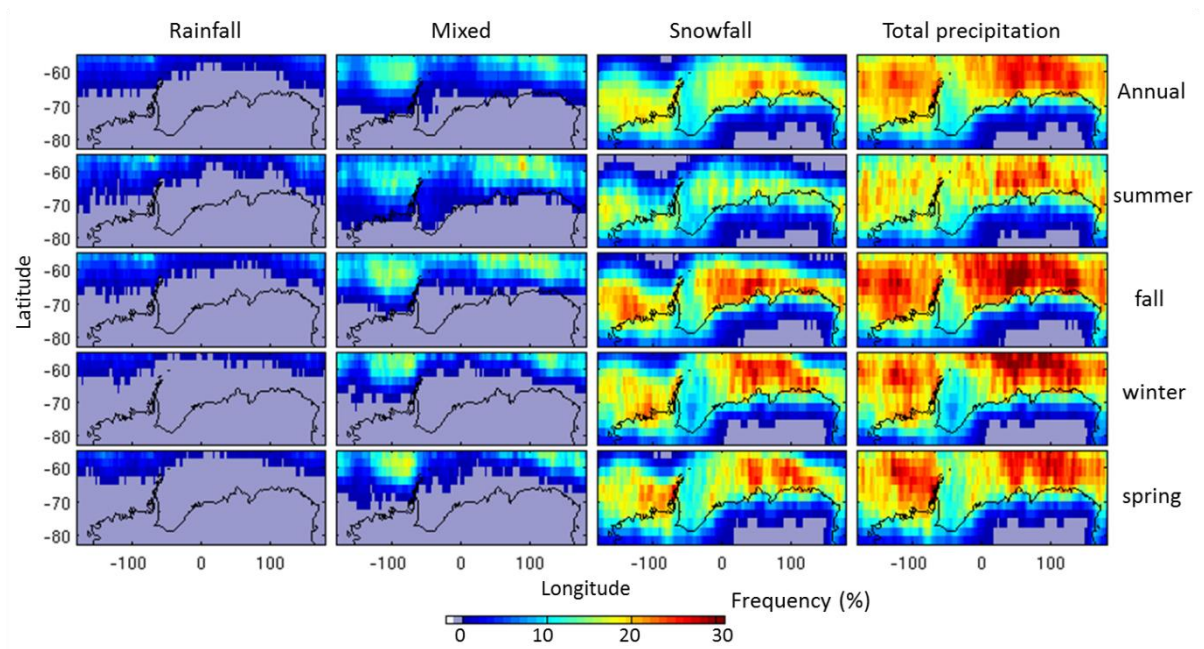 Rainfall Mixed Snowfall Total precipitation
-60
-70
-80
Annual
-60
-70
-80
summer
Latitude
-60
-70
-80
fall
-60
-70
-80
winter
-60
-70
-80
spring
-100 0 100 -100 0 100 -100 0 100 -100 0 100
Longitude
Frequency (%)
0 10 20 30